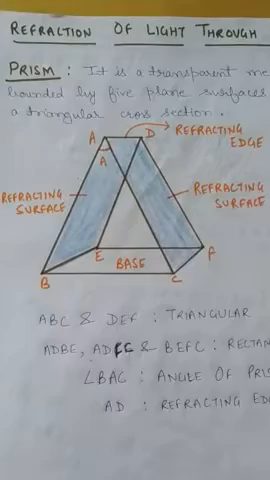 REFRACTION OF LIGHT THROUGH
PRISM : It is a transparent me
bounded by five plane surfaces
a triangular cross section.
A
D
REFRACTING
EDGE
A
REFRACTING
SURFACE
REFRACTING
SURFACE
E
F
BASE
B
C
ABC & DEF : TRIANGULAR
ADBE, ADFC & BEFC : RECTAN
∠BAC : ANGLE OF PRIS
AD : REFRACTING ED